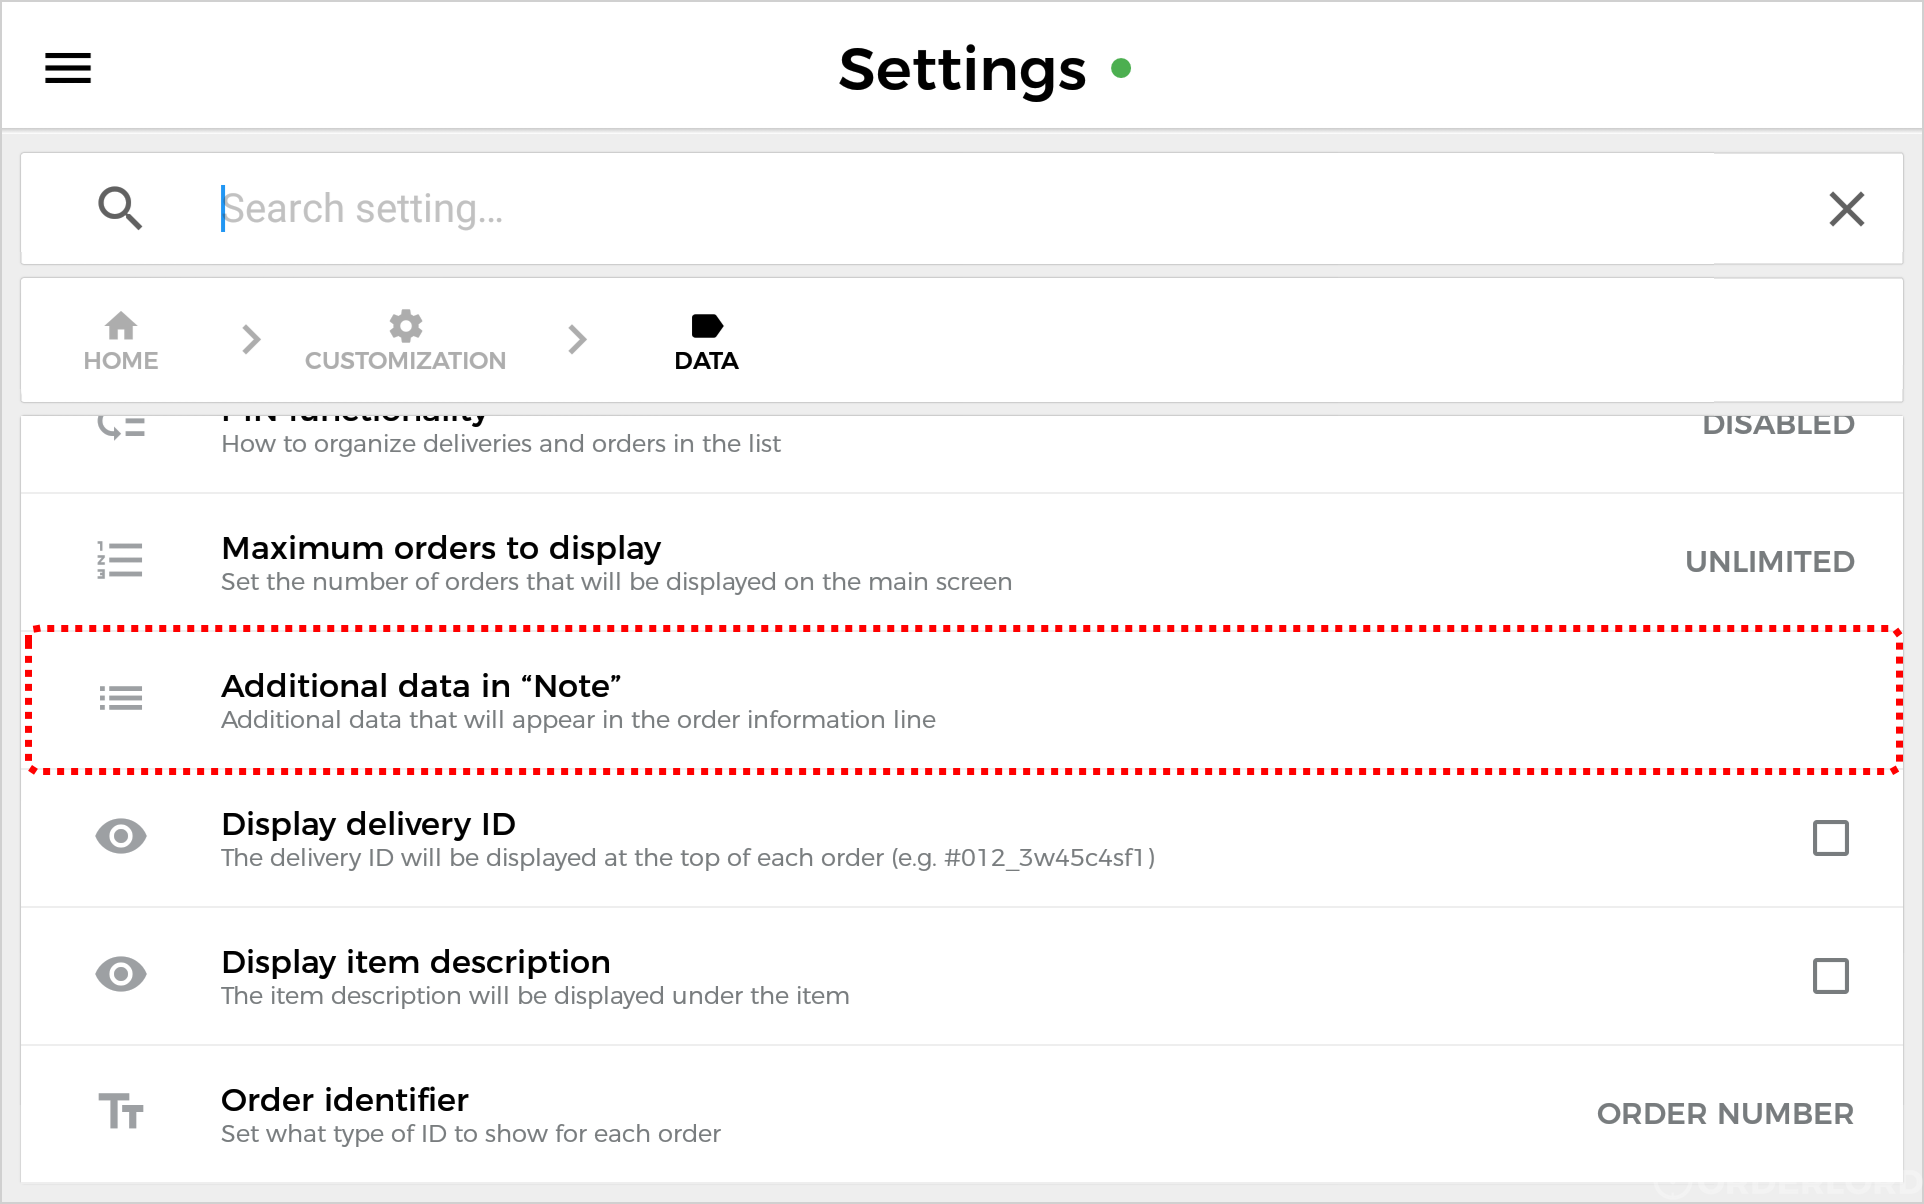 Settings
Search setting...
HOME
CUSTOMIZATION
DATA
PIN functionality
How to organize deliveries and orders in the list
DISABLED
Maximum orders to display
Set the number of orders that will be displayed on the main screen
UNLIMITED
Additional data in “Note”
Additional data that will appear in the order information line
Display delivery ID
The delivery ID will be displayed at the top of each order (e.g. #012_3w45c4sf1)
Display item description
The item description will be displayed under the item
Order identifier
Set what type of ID to show for each order
ORDER NUMBER
ORDERLORD